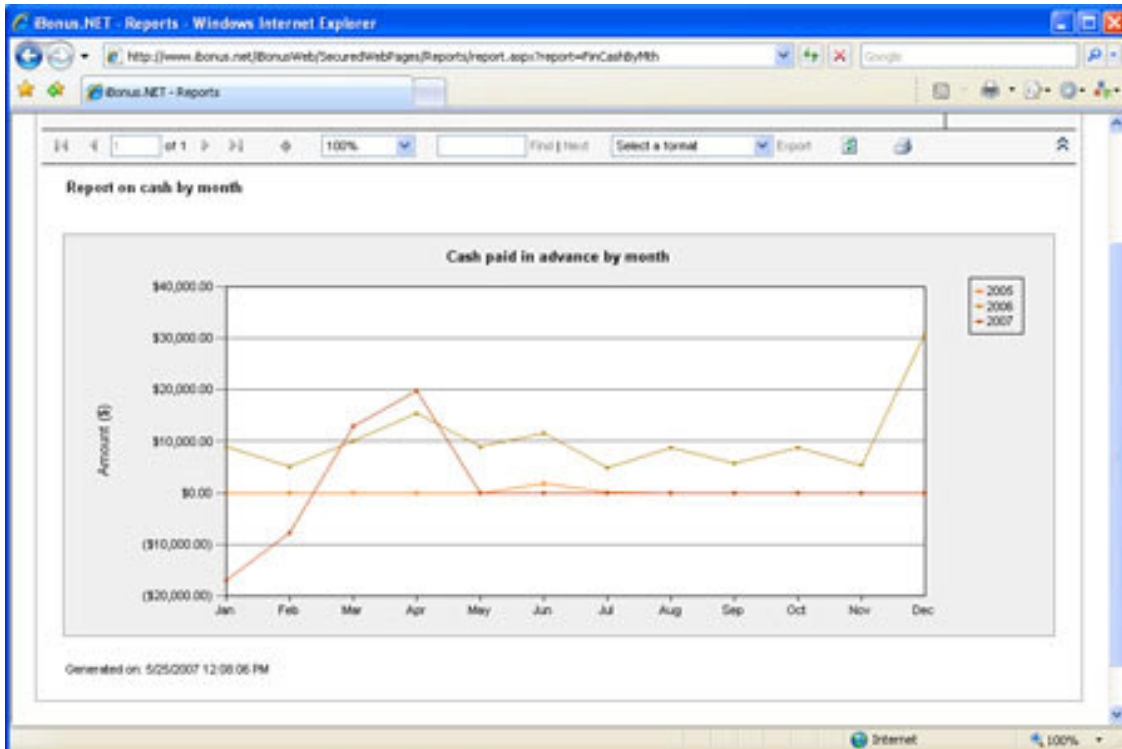 iBonus.NET - Reports - Windows Internet Explorer
http://www.ibonus.net/iBonusWeb/SecuredWebPages/Reports/report.aspx?report=FinCashByMth
Google
iBonus.NET - Reports
1 of 1 100% Find | Next Select a format Export
Report on cash by month
Cash paid in advance by month
$40,000.00
$30,000.00
$20,000.00
$10,000.00
$0.00
($10,000.00)
($20,000.00)
Amount ($)
Jan Feb Mar Apr May Jun Jul Aug Sep Oct Nov Dec
2005
2006
2007
Generated on: 5/25/2007 12:08:06 PM
Internet 100%